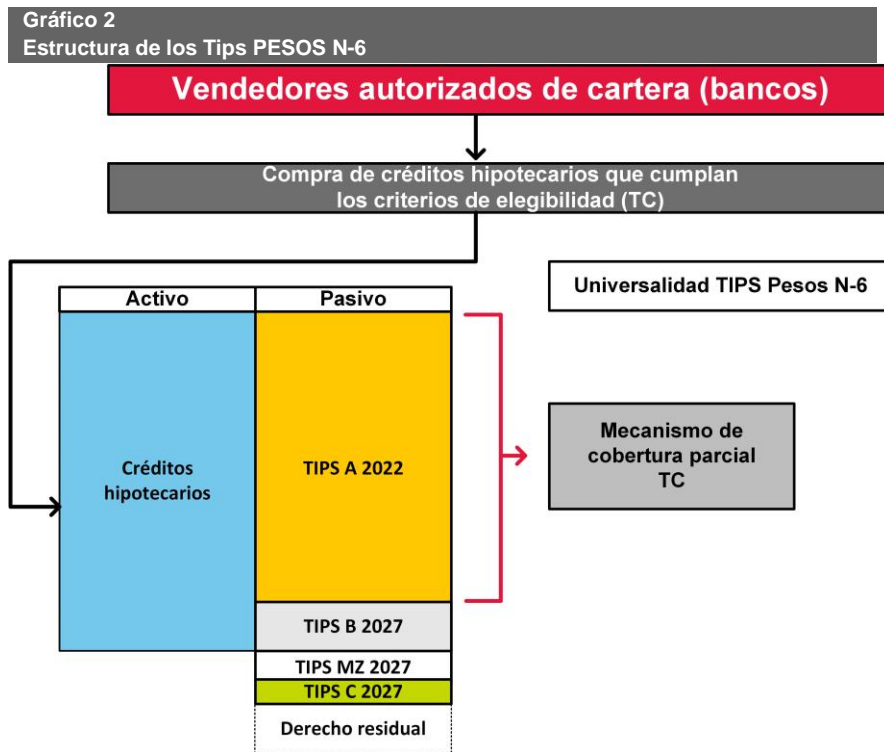 Gráfico 2
Estructura de los Tips PESOS N-6
Vendedores autorizados de cartera (bancos)
Compra de créditos hipotecarios que cumplan
los criterios de elegibilidad (TC)
Universalidad TIPS Pesos N-6
Activo
Pasivo
Créditos
hipotecarios
TIPS A 2022
Mecanismo de
cobertura parcial
TC
TIPS B 2027
TIPS MZ 2027
TIPS C 2027
Derecho residual